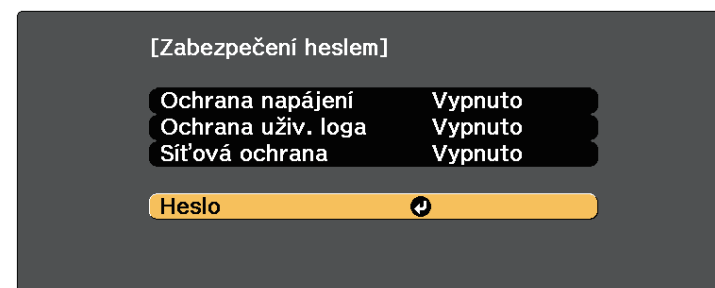 [Zabezpečení heslem]
Ochrana napájení Vypnuto
Ochrana uživ. loga Vypnuto
Síťová ochrana Vypnuto
Heslo